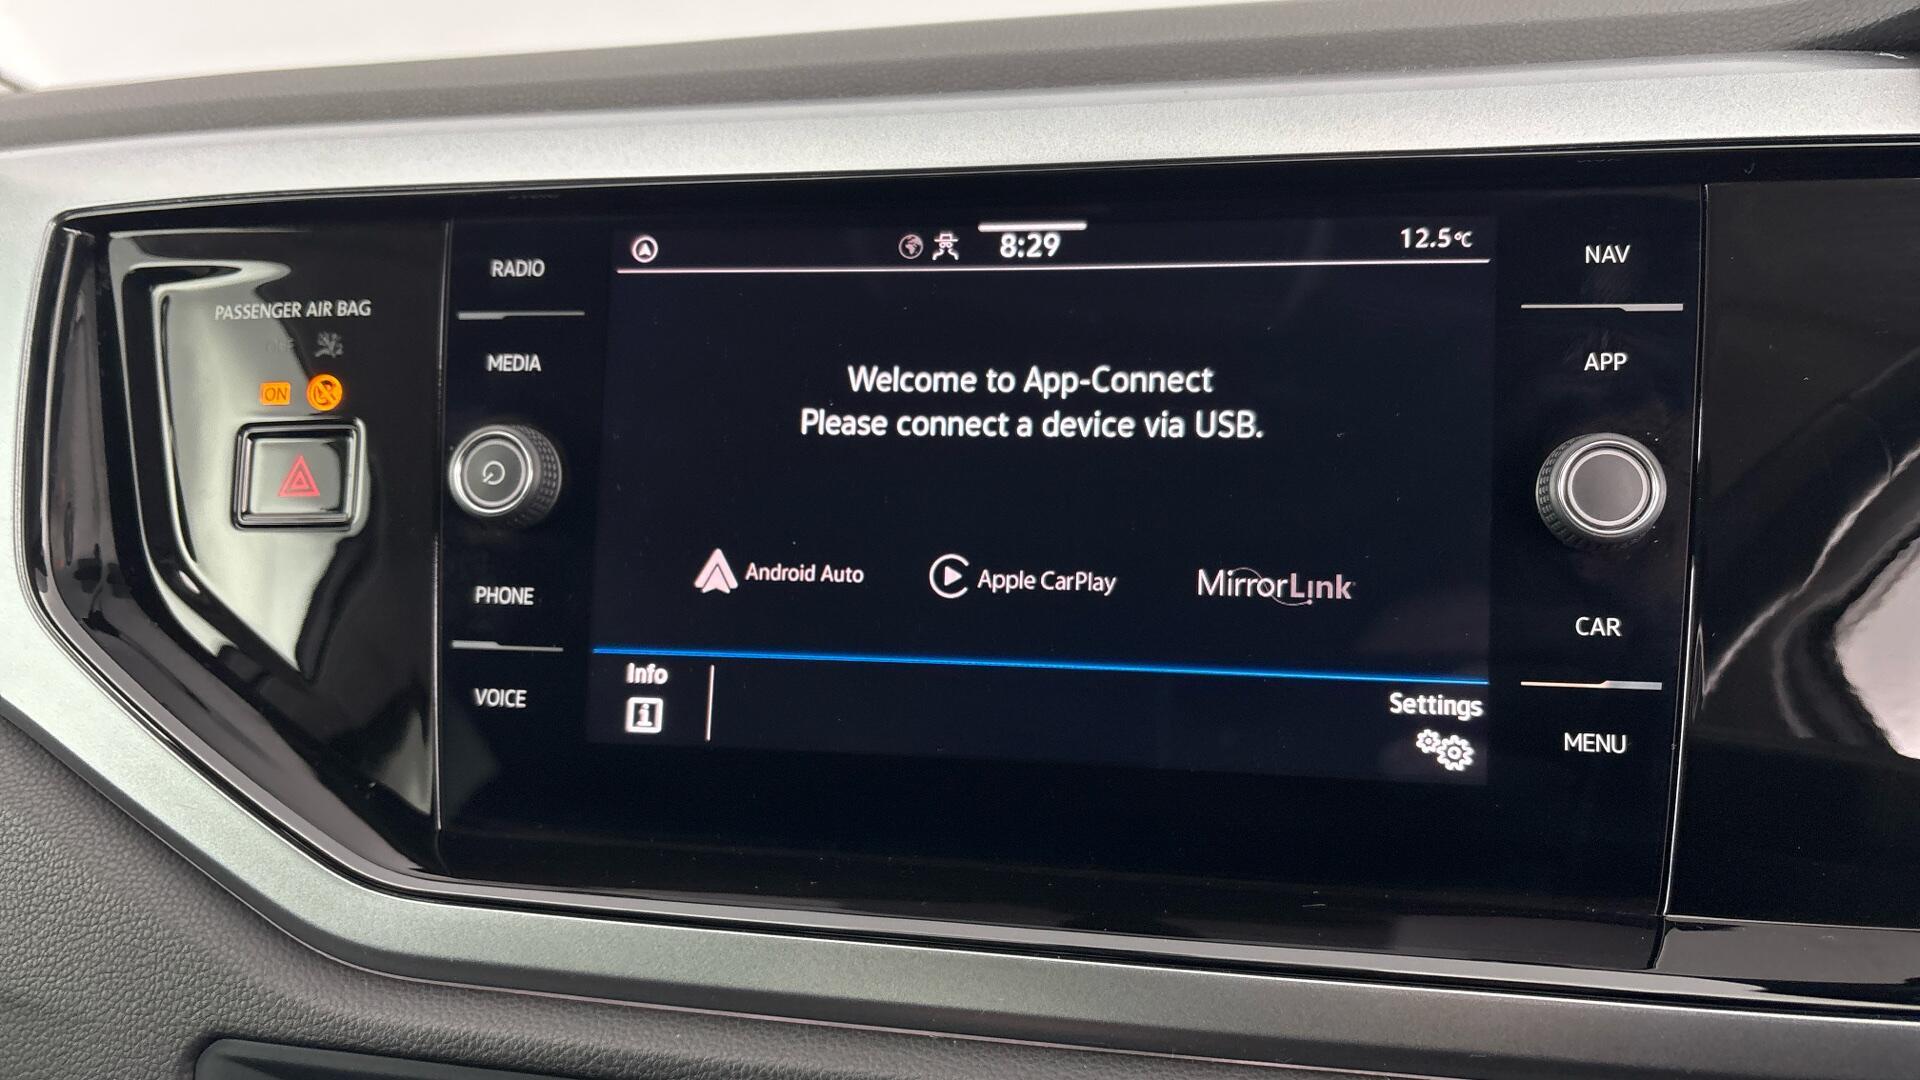 PASSENGER AIR BAG
OFF
ON
RADIO
MEDIA
PHONE
VOICE
8:29
12.5°C
Welcome to App-Connect
Please connect a device via USB.
Android Auto
Apple CarPlay
MirrorLink
Info
Settings
NAV
APP
CAR
MENU